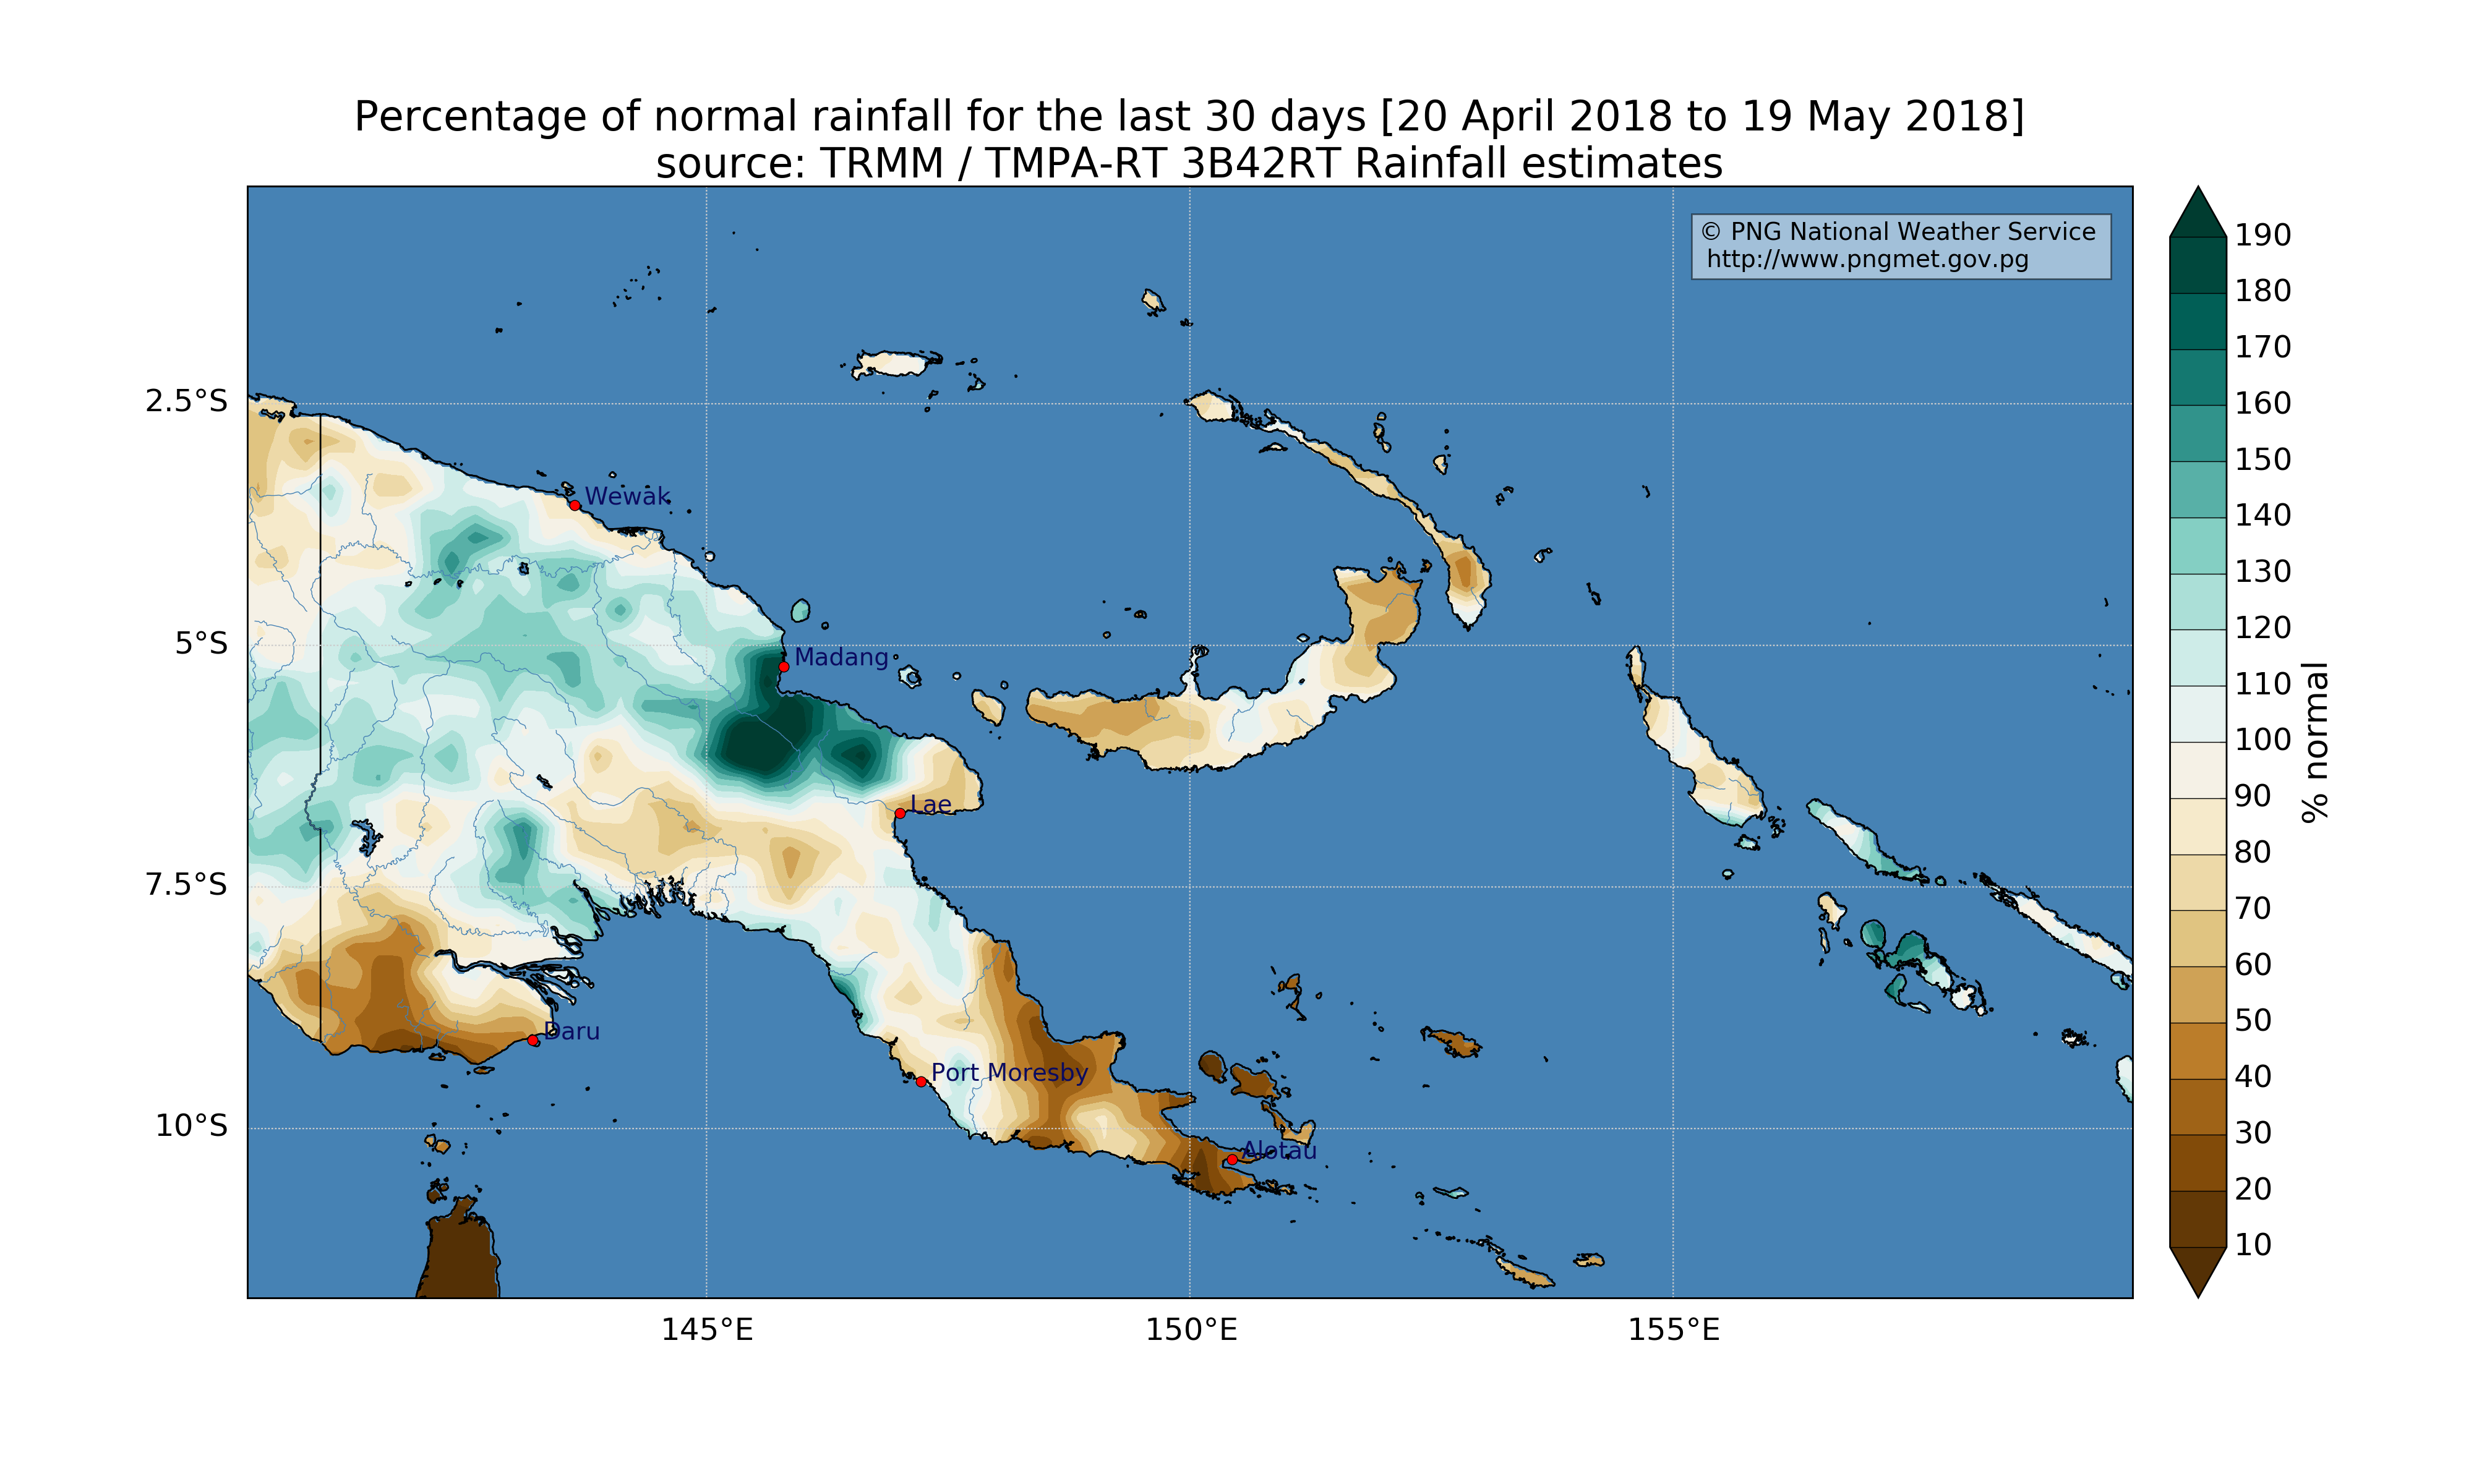 Percentage of normal rainfall for the last 30 days [20 April 2018 to 19 May 2018]
source: TRMM / TMPA-RT 3B42RT Rainfall estimates
© PNG National Weather Service
http://www.pngmet.gov.pg
2.5°S
5°S
7.5°S
10°S
Wewak
Madang
Lae
Daru
Port Moresby
Alotau
145°E
150°E
155°E
190
180
170
160
150
140
130
120
110
100
90
80
70
60
50
40
30
20
10
% normal